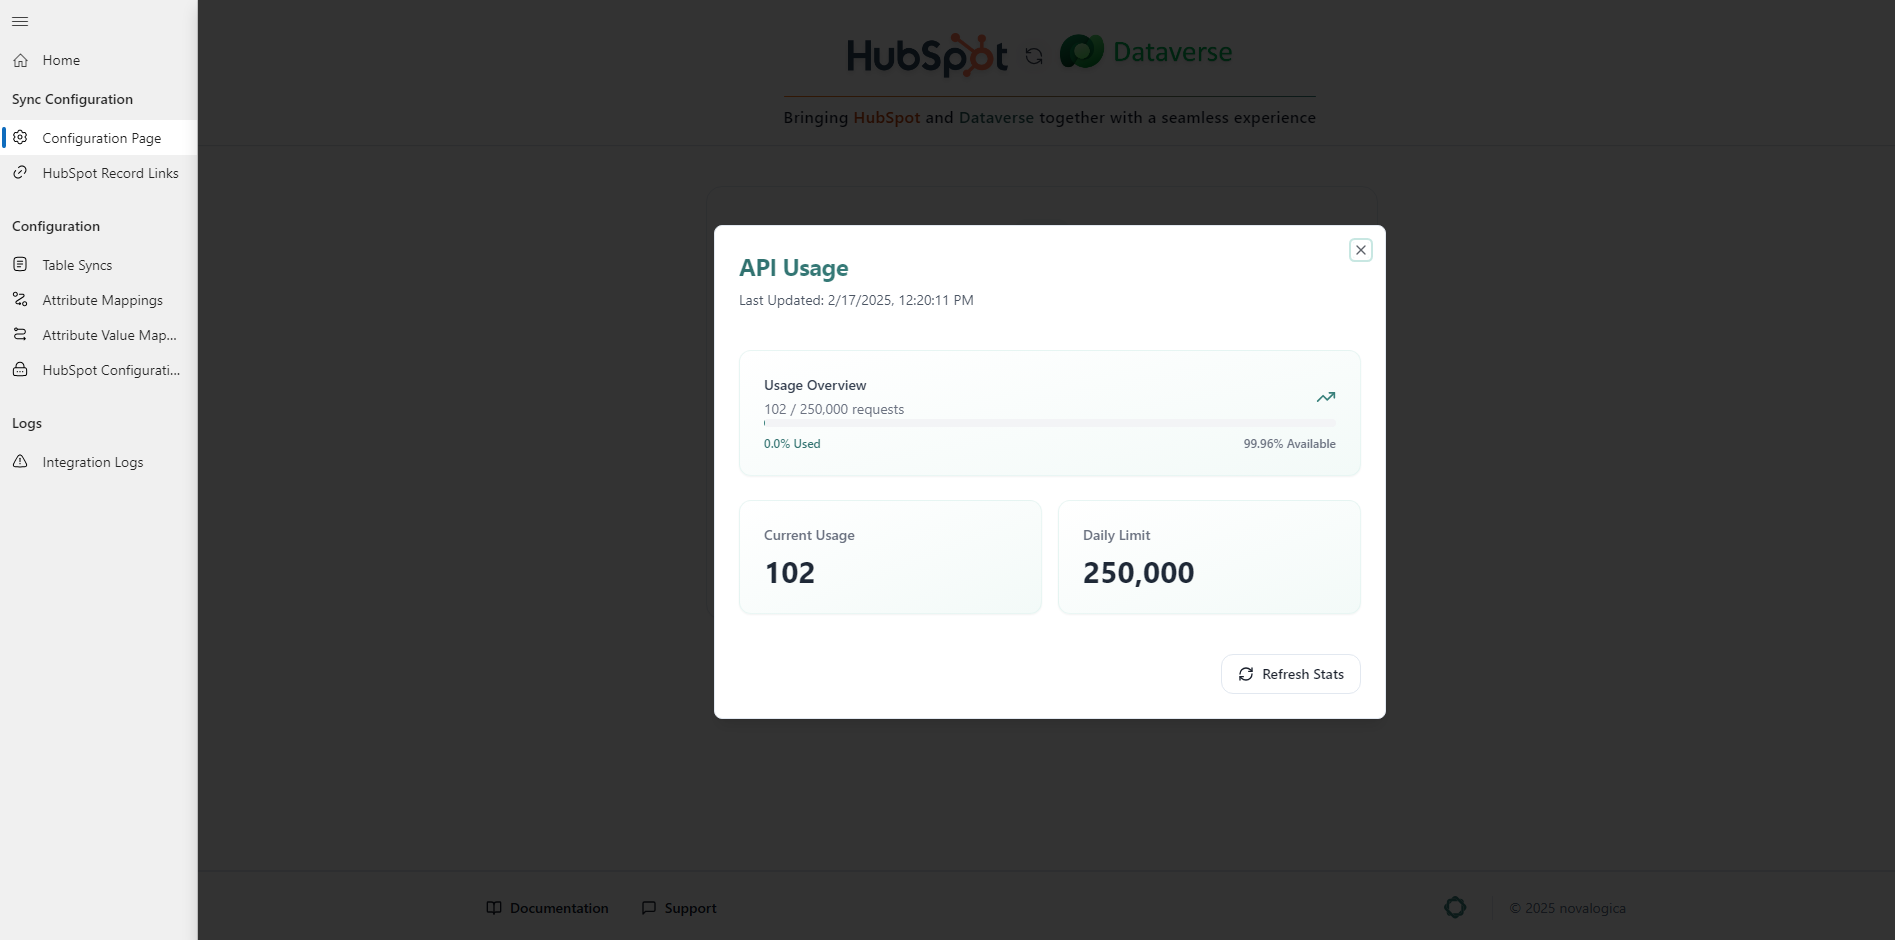 Home
Sync Configuration
Configuration Page
HubSpot Record Links
Configuration
Table Syncs
Attribute Mappings
Attribute Value Map...
HubSpot Configurati...
Logs
Integration Logs
HubSpot Dataverse
Bringing HubSpot and Dataverse together with a seamless experience
API Usage
Last Updated: 2/17/2025, 12:20:11 PM
Usage Overview
102 / 250,000 requests
0.0% Used 99.96% Available
Current Usage
102
Daily Limit
250,000
Refresh Stats
Documentation Support © 2025 novalogica